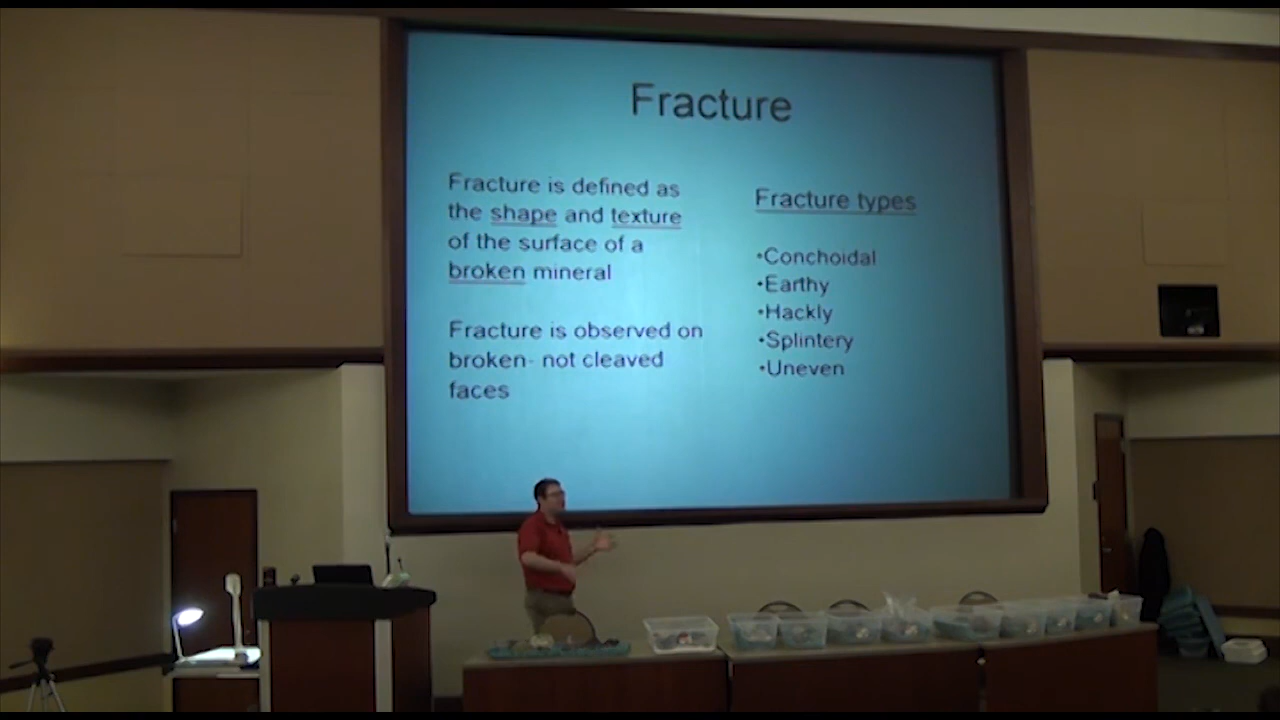 Fracture
Fracture is defined as
the shape and texture
of the surface of a
broken mineral
Fracture is observed on
broken- not cleaved
faces
Fracture types
•Conchoidal
•Earthy
•Hackly
•Splintery
•Uneven